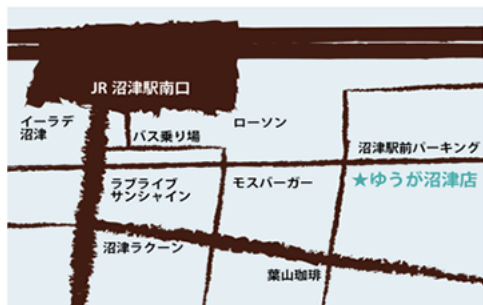 JR 沼津駅南口
イーラデ
沼津
バス乗り場
ローソン
沼津駅前パーキング
ラブライブ
サンシャイン
モスバーガー
★ゆうが沼津店
沼津ラクーン
葉山珈琲